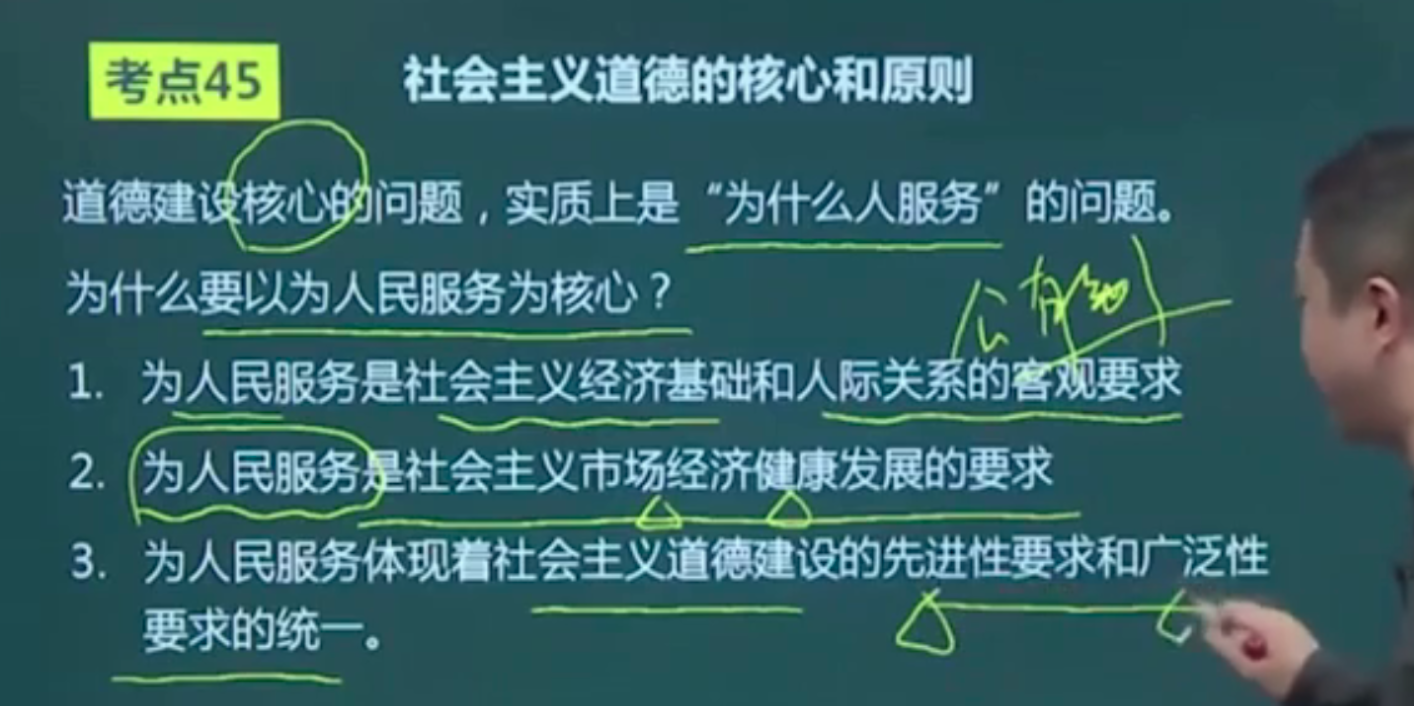 考点45
社会主义道德的核心和原则
道德建设核心的问题，实质上是“为什么人服务”的问题。
为什么要以为人民服务为核心？
公有制
1. 为人民服务是社会主义经济基础和人际关系的客观要求
2. 为人民服务是社会主义市场经济健康发展的要求
3. 为人民服务体现着社会主义道德建设的先进性要求和广泛性
要求的统一。